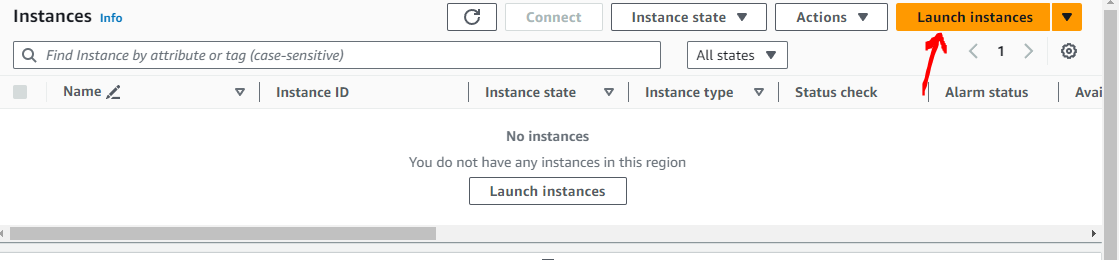 Instances Info Connect Instance state Actions Launch instances
Find Instance by attribute or tag (case-sensitive) All states 1
Name Instance ID Instance state Instance type Status check Alarm status Avai
No instances
You do not have any instances in this region
Launch instances